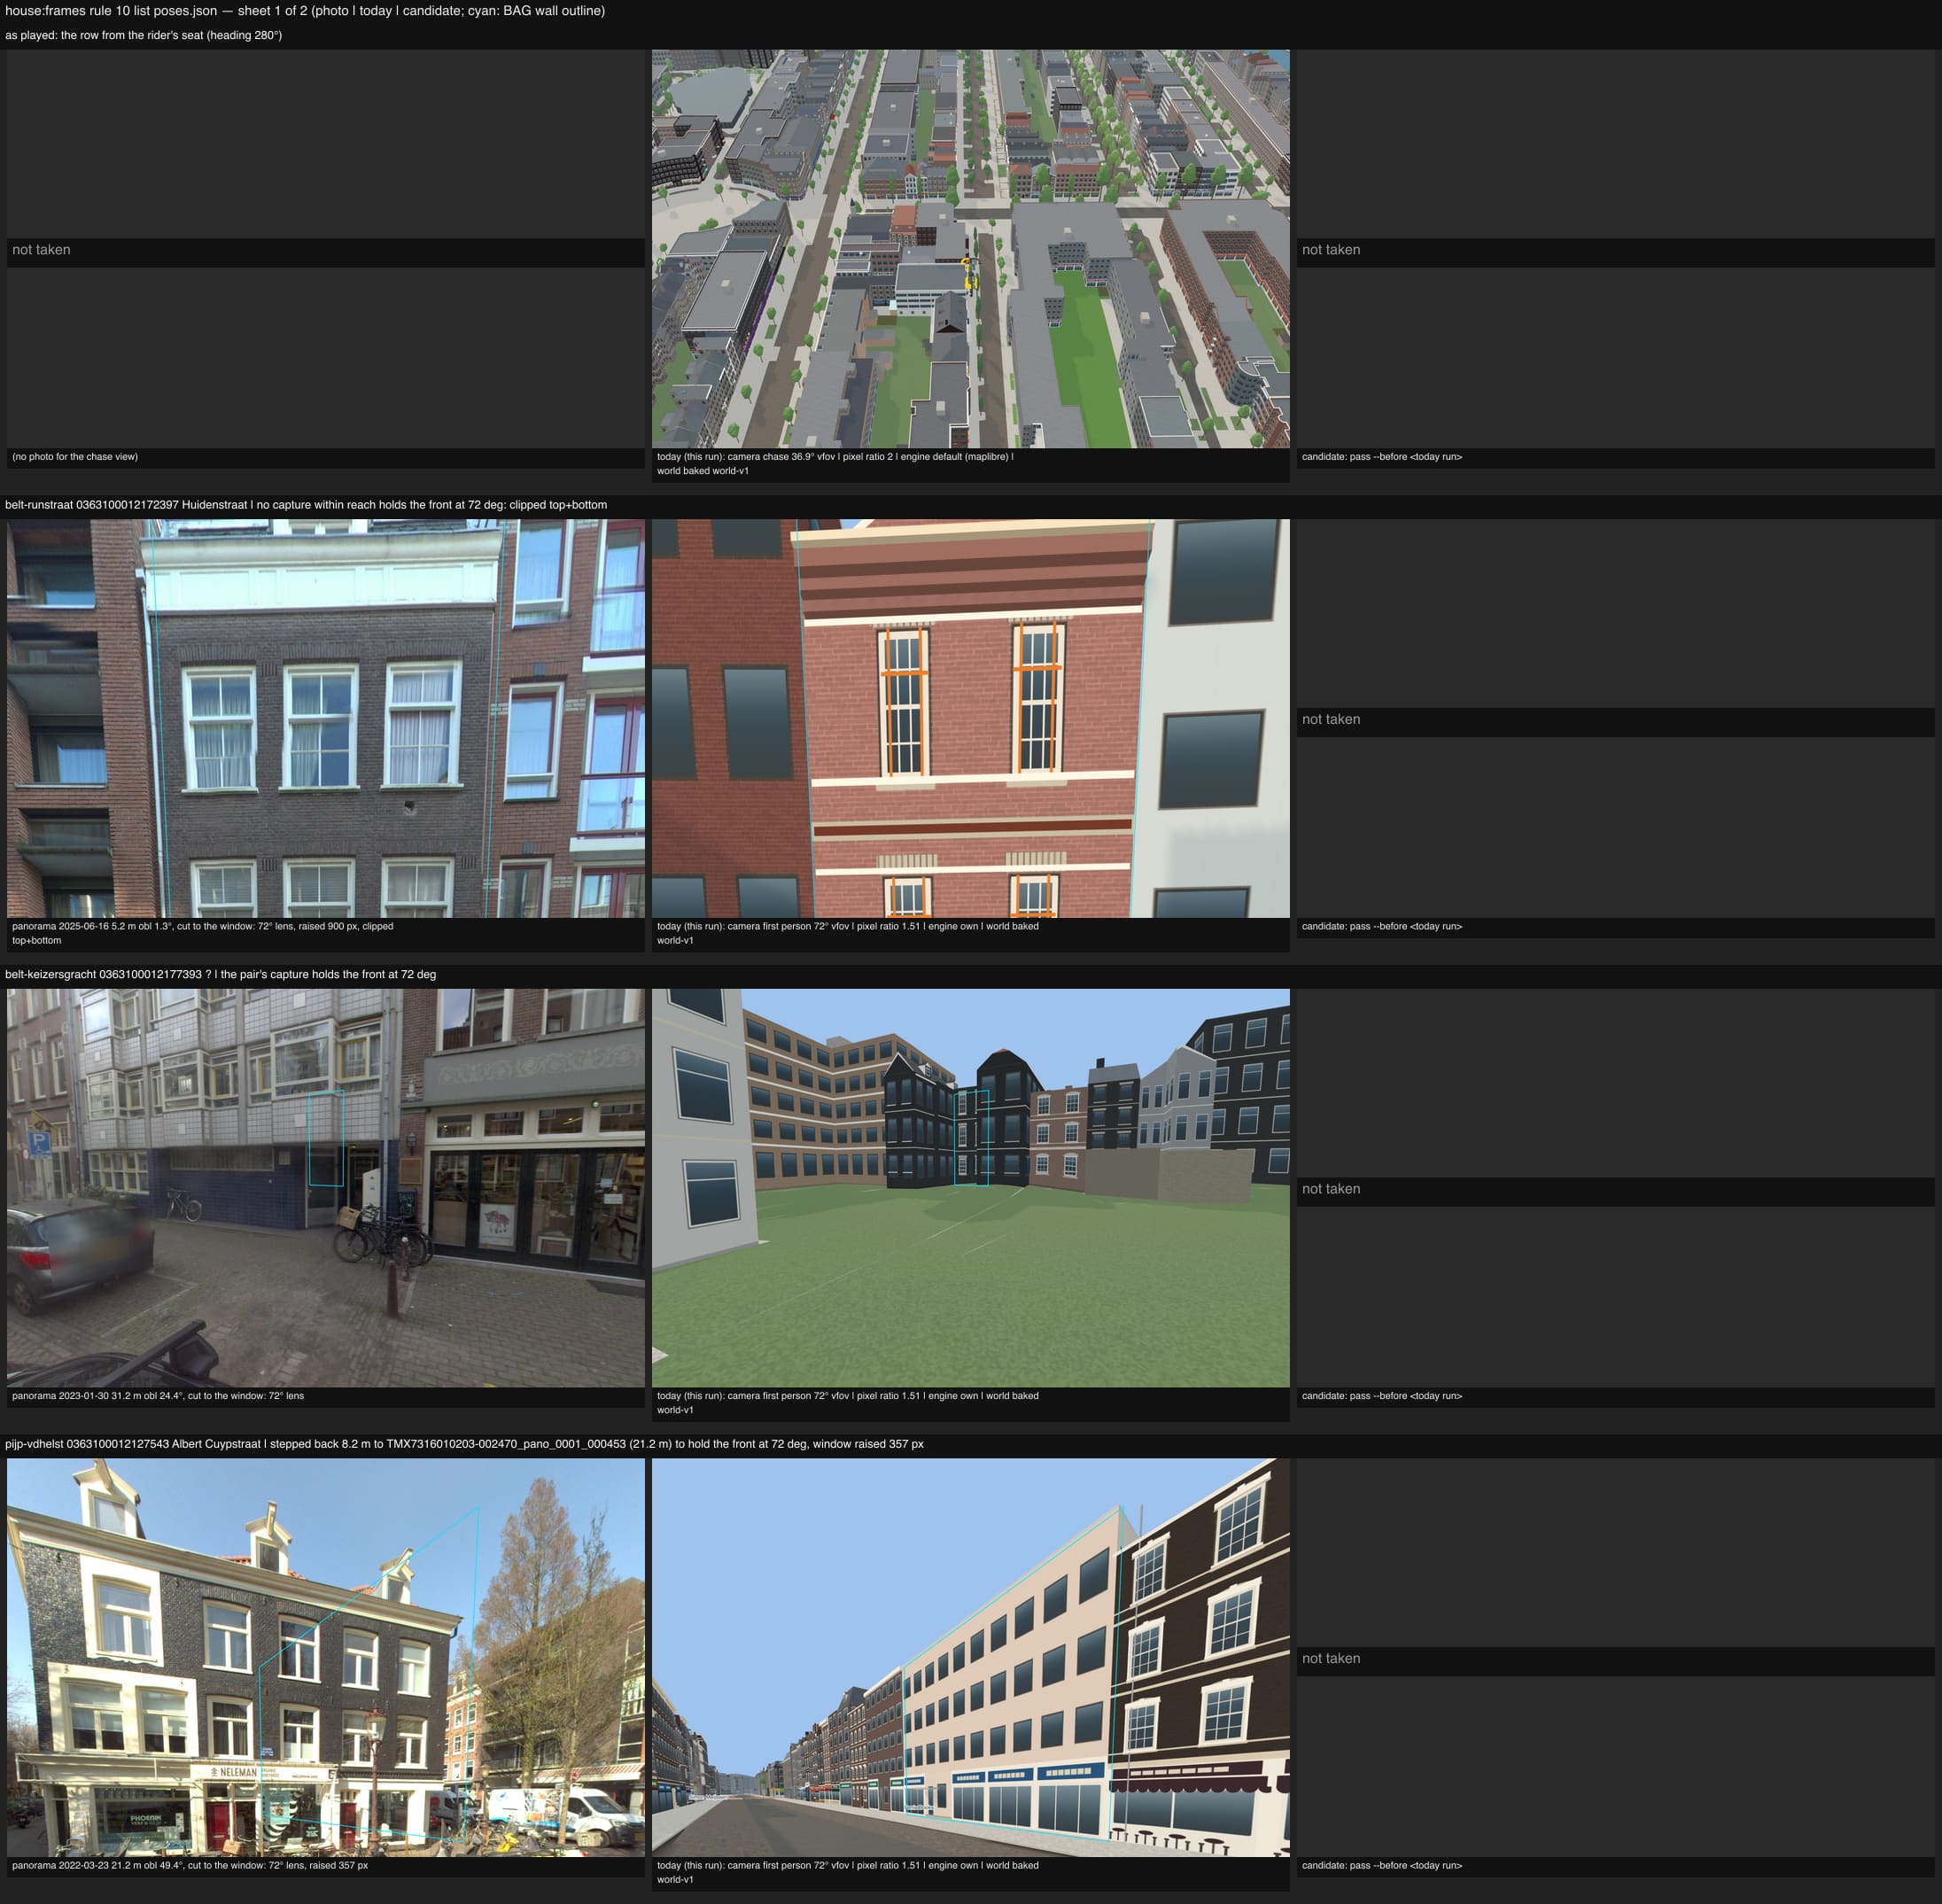 house:frames rule 10 list poses.json — sheet 1 of 2 (photo | today | candidate; cyan: BAG wall outline)
as played: the row from the rider's seat (heading 280°)
not taken
not taken
(no photo for the chase view)
today (this run): camera chase 36.9° vfov | pixel ratio 2 | engine default (maplibre) |
world baked world-v1
candidate: pass --before <today run>
belt-runstraat 0363100012172397 Huidenstraat | no capture within reach holds the front at 72 deg: clipped top+bottom
not taken
panorama 2025-06-16 5.2 m obl 1.3°, cut to the window: 72° lens, raised 900 px, clipped
top+bottom
today (this run): camera first person 72° vfov | pixel ratio 1.51 | engine own | world baked
world-v1
candidate: pass --before <today run>
belt-keizersgracht 0363100012177393 ? | the pair's capture holds the front at 72 deg
P
not taken
panorama 2023-01-30 31.2 m obl 24.4°, cut to the window: 72° lens
today (this run): camera first person 72° vfov | pixel ratio 1.51 | engine own | world baked
world-v1
candidate: pass --before <today run>
pijp-vdhelst 0363100012127543 Albert Cuypstraat | stepped back 8.2 m to TMX7316010203-002470_pano_0001_000453 (21.2 m) to hold the front at 72 deg, window raised 357 px
not taken
NELEMAN
PHOENIX
panorama 2022-03-23 21.2 m obl 49.4°, cut to the window: 72° lens, raised 357 px
today (this run): camera first person 72° vfov | pixel ratio 1.51 | engine own | world baked
world-v1
candidate: pass --before <today run>